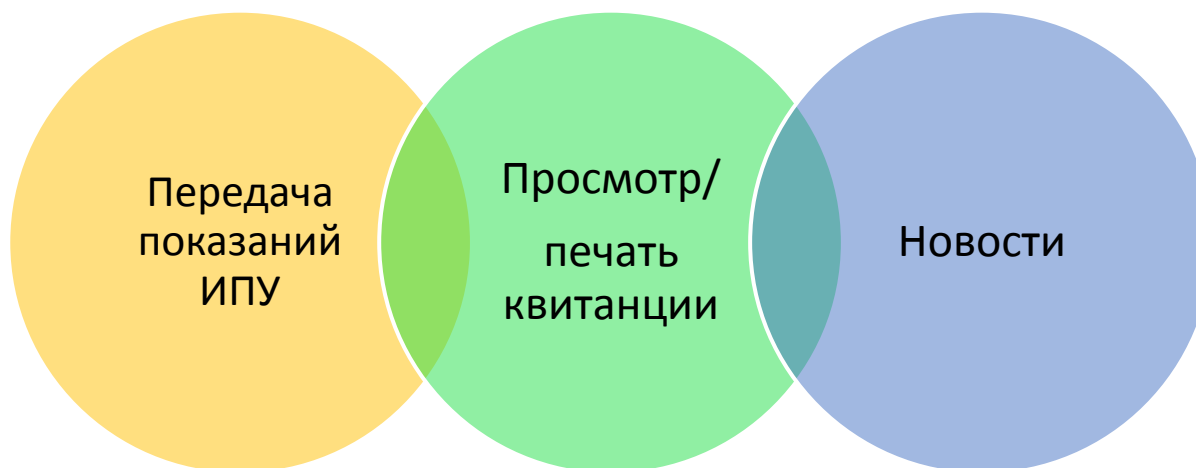 Передача
показаний
ИПУ
Просмотр/
печать
квитанции
Новости